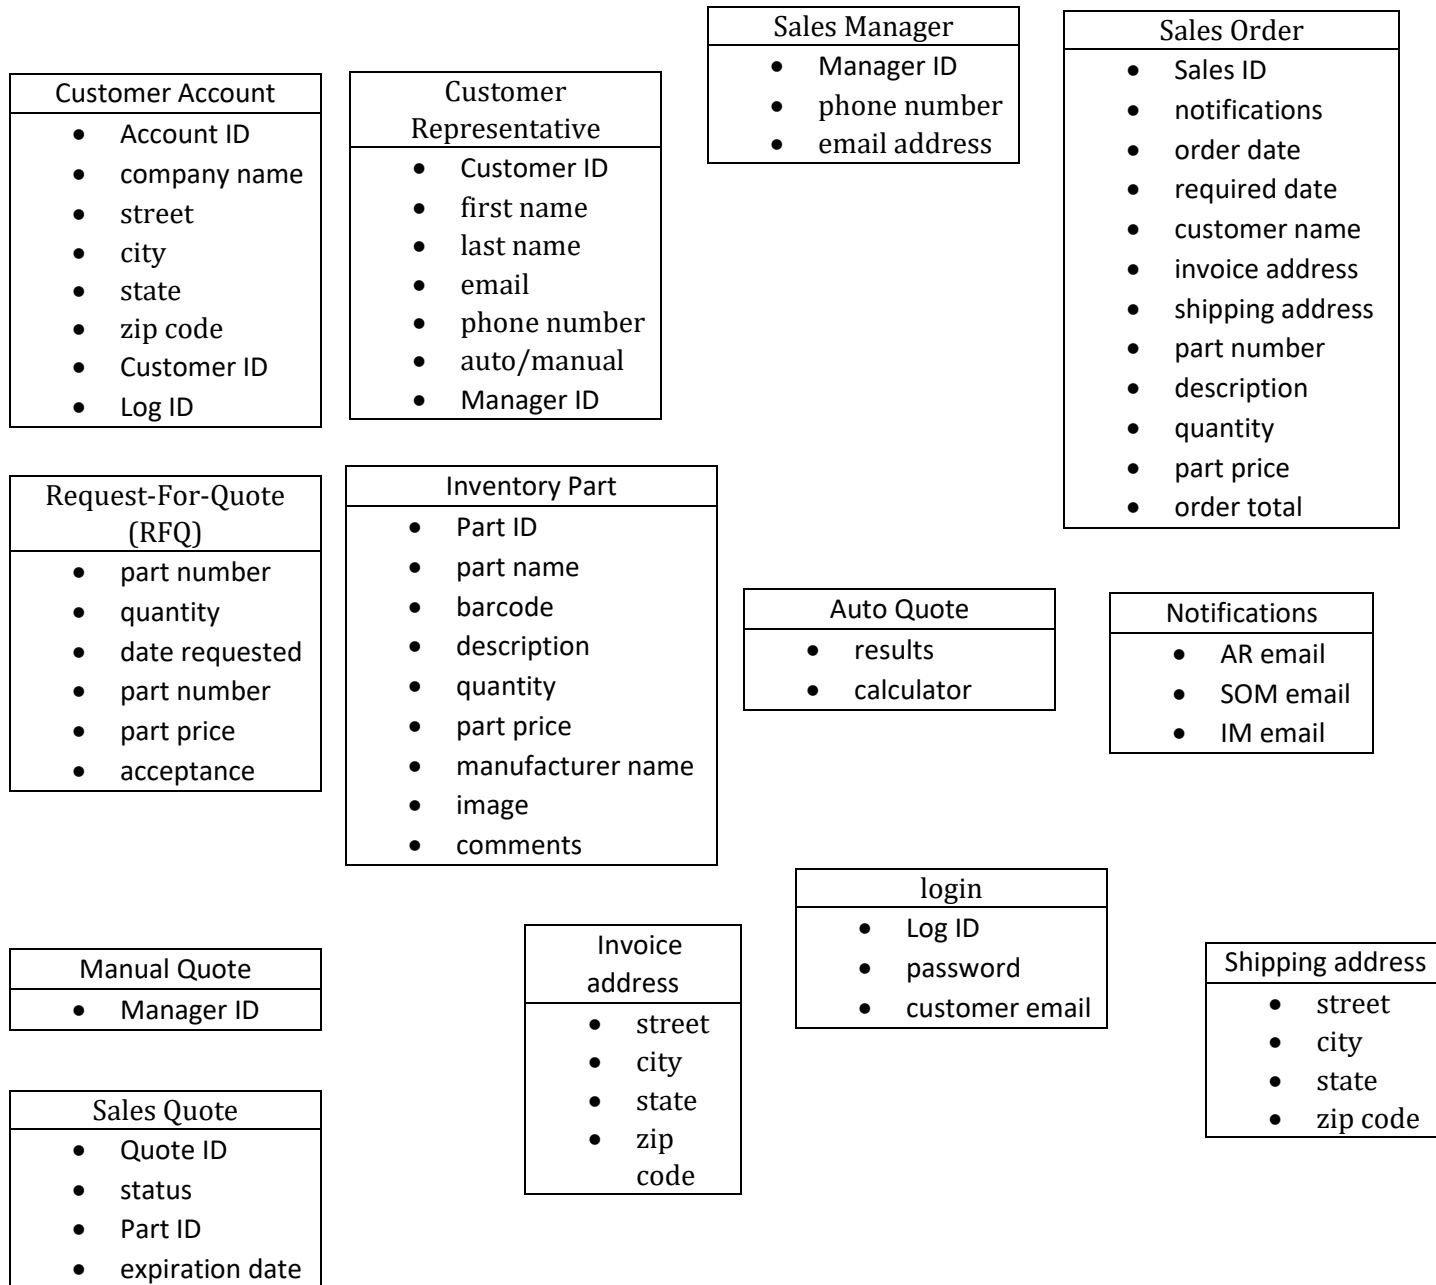 Customer Account
• Account ID
• company name
• street
• city
• state
• zip code
• Customer ID
• Log ID
Customer
Representative
• Customer ID
• first name
• last name
• email
• phone number
• auto/manual
• Manager ID
Sales Manager
• Manager ID
• phone number
• email address
Sales Order
• Sales ID
• notifications
• order date
• required date
• customer name
• invoice address
• shipping address
• part number
• description
• quantity
• part price
• order total
Request-For-Quote
(RFQ)
• part number
• quantity
• date requested
• part number
• part price
• acceptance
Inventory Part
• Part ID
• part name
• barcode
• description
• quantity
• part price
• manufacturer name
• image
• comments
Auto Quote
• results
• calculator
Notifications
• AR email
• SOM email
• IM email
Manual Quote
• Manager ID
Invoice
address
• street
• city
• state
• zip
code
login
• Log ID
• password
• customer email
Shipping address
• street
• city
• state
• zip code
Sales Quote
• Quote ID
• status
• Part ID
• expiration date